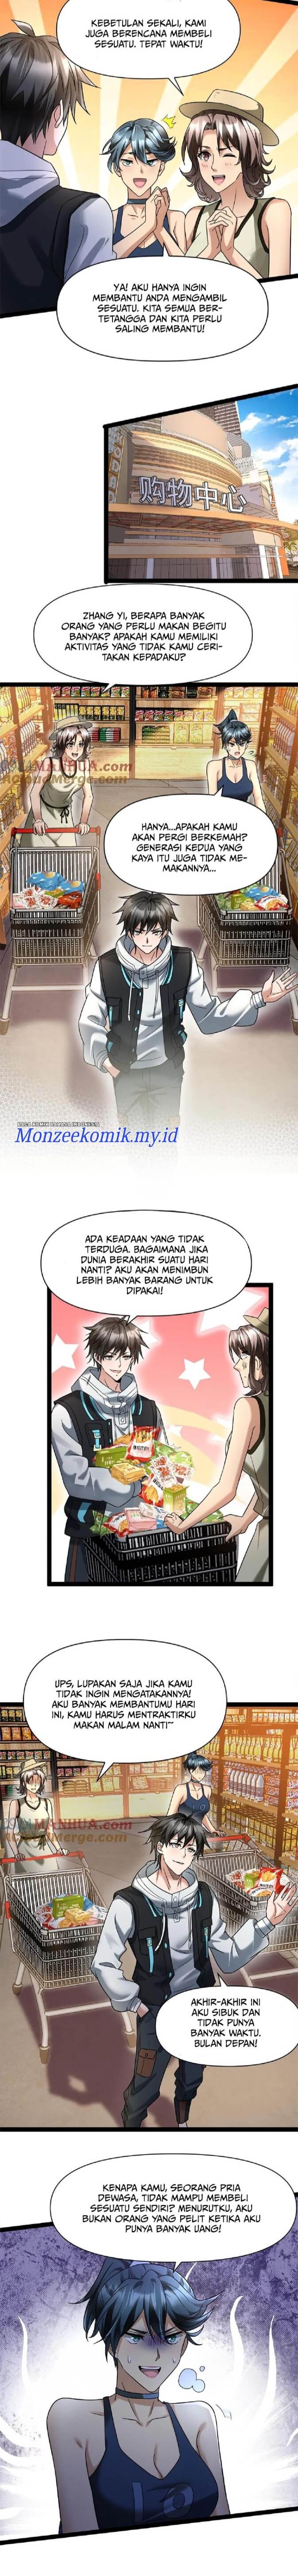 KEBETULAN SEKALI, KAMI
JUGA BERENCANA MEMBELI
SESUATU. TEPAT WAKTU!
YA! AKU HANYA INGIN
MEMBANTU ANDA MENGAMBIL
SESUATU. KITA SEMUA BER-
TETANGGA DAN KITA PERLU
SALING MEMBANTU!
购物中心
ZHANG YI, BERAPA BANYAK
ORANG YANG PERLU MAKAN BEGITU
BANYAK? APAKAH KAMU MEMILIKI
AKTIVITAS YANG TIDAK KAMU CERI-
TAKAN KEPADAKU?
HANYA...APAKAH KAMU
AKAN PERGI BERKEMAH?
GENERASI KEDUA YANG
KAYA ITU JUGA TIDAK ME-
MAKANNYA...
BACA KOMIK BAHASA INDONESIA
Monzeekomik.my.id
ADA KEADAAN YANG TIDAK
TERDUGA. BAGAIMANA JIKA
DUNIA BERAKHIR SUATU HARI
NANTI? AKU AKAN MENIMBUN
LEBIH BANYAK BARANG UNTUK
DIPAKAI!
UPS, LUPAKAN SAJA JIKA KAMU
TIDAK INGIN MENGATAKANNYA!
AKU BANYAK MEMBANTUMU HARI
INI, KAMU HARUS MENTRAKTIRKU
MAKAN MALAM NANTI~
AKHIR-AKHIR INI
AKU SIBUK DAN
TIDAK PUNYA
BANYAK WAKTU.
BULAN DEPAN!
KENAPA KAMU, SEORANG PRIA
DEWASA, TIDAK MAMPU MEMBELI
SESUATU SENDIRI? MENURUTKU, AKU
BUKAN ORANG YANG PELIT KETIKA AKU
PUNYA BANYAK UANG!